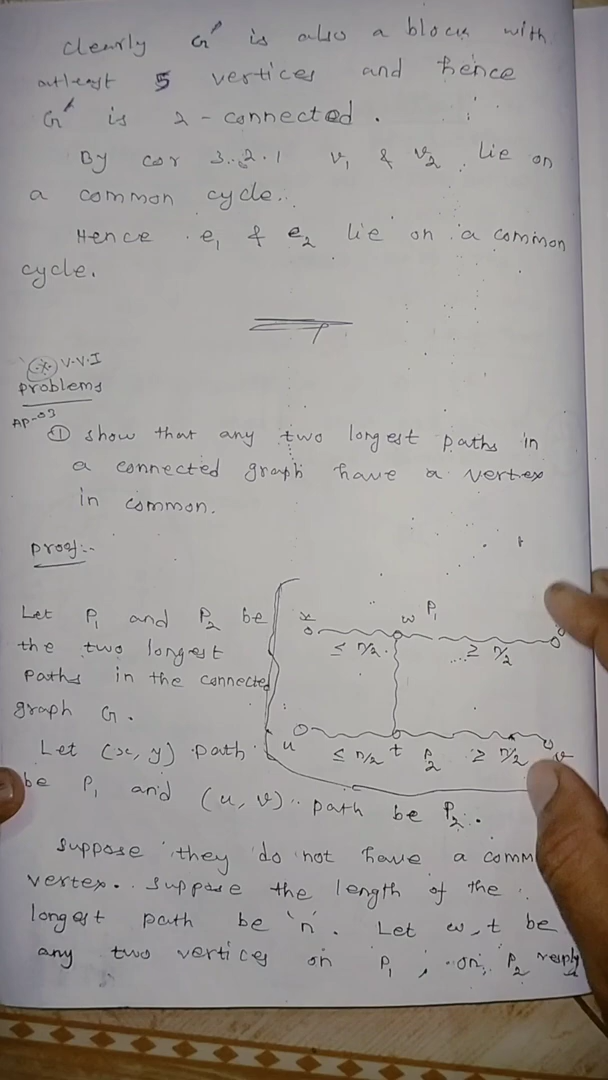 clearly G' is also a block with
atleast 5 vertices and hence
G' is 2-connected.
By cor 3.2.1 v₁ & v₂ lie on
a common cycle.
Hence e₁ & e₂ lie on a common
cycle.
V.V.I
problems
AP-03
① show that any two longest paths in
a connected graph have a vertex
in common.
proof:-
Let P₁ and P₂ be
the two longest
paths in the connected
graph G.
Let (x, y) path
be P₁ and (u, v) path be P₂.
x w P₁
≤ n/2 ≥ n/2
u ≤ n/2 t P₂ ≥ n/2 v
Suppose they do not have a comm
vertex. Suppose the length of the
longest path be 'n'. Let w, t be
any two vertices on P₁, on P₂ resply